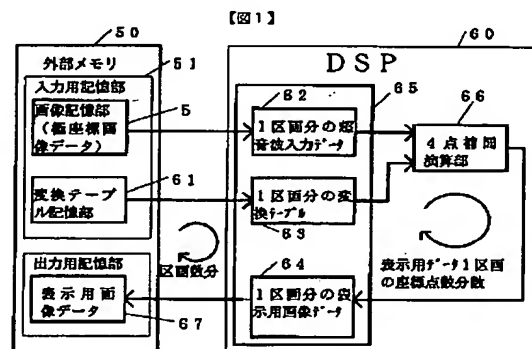 【図1】
50
60
51
外部メモリ
DSP
入力用記憶部
62
65
66
画像記憶部
(極座標画
像データ)
5
1区画分の超
音波入力データ
4点補間
演算部
61
変換テーブ
ル記憶部
1区画分の変
換テーブル
63
区画数分
64
表示用データ1区画
の座標点数分
出力用記憶部
表示用画
像データ
1区画分の表
示用画像データ
67